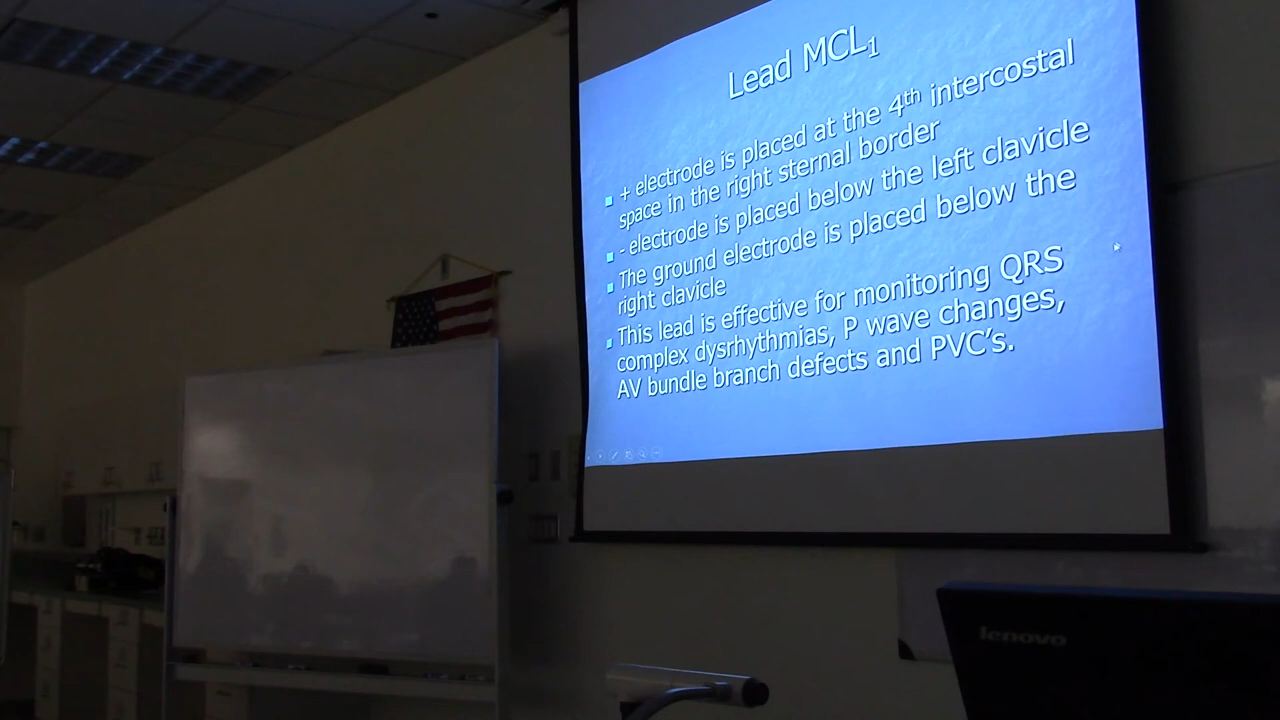 Lead MCL1
+ electrode is placed at the 4th intercostal
space in the right sternal border
- electrode is placed below the left clavicle
The ground electrode is placed below the
right clavicle
This lead is effective for monitoring QRS
complex dysrhythmias, P wave changes,
AV bundle branch defects and PVC's.
lenovo